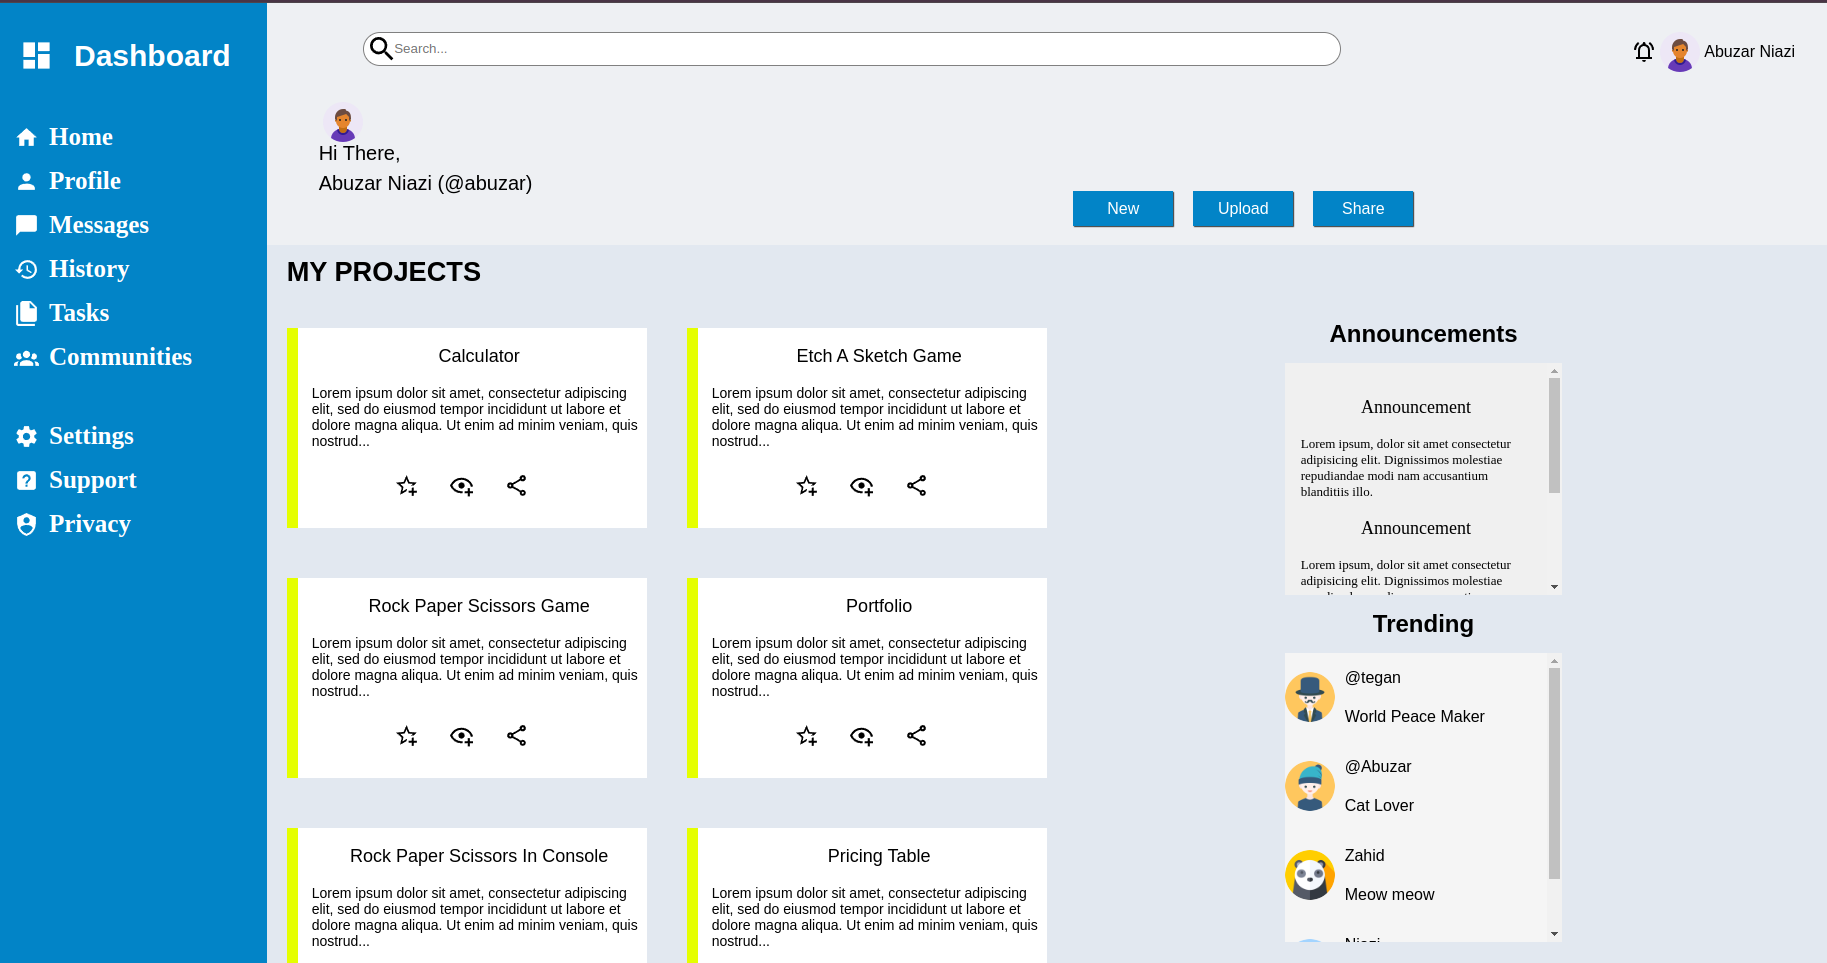 Dashboard
Home
Profile
Messages
History
Tasks
Communities
Settings
Support
Privacy
Search...
Abuzar Niazi
Hi There,
Abuzar Niazi (@abuzar)
New
Upload
Share
MY PROJECTS
Calculator
Lorem ipsum dolor sit amet, consectetur adipiscing
elit, sed do eiusmod tempor incididunt ut labore et
dolore magna aliqua. Ut enim ad minim veniam, quis
nostrud...
Etch A Sketch Game
Lorem ipsum dolor sit amet, consectetur adipiscing
elit, sed do eiusmod tempor incididunt ut labore et
dolore magna aliqua. Ut enim ad minim veniam, quis
nostrud...
Rock Paper Scissors Game
Lorem ipsum dolor sit amet, consectetur adipiscing
elit, sed do eiusmod tempor incididunt ut labore et
dolore magna aliqua. Ut enim ad minim veniam, quis
nostrud...
Portfolio
Lorem ipsum dolor sit amet, consectetur adipiscing
elit, sed do eiusmod tempor incididunt ut labore et
dolore magna aliqua. Ut enim ad minim veniam, quis
nostrud...
Rock Paper Scissors In Console
Lorem ipsum dolor sit amet, consectetur adipiscing
elit, sed do eiusmod tempor incididunt ut labore et
dolore magna aliqua. Ut enim ad minim veniam, quis
nostrud...
Pricing Table
Lorem ipsum dolor sit amet, consectetur adipiscing
elit, sed do eiusmod tempor incididunt ut labore et
dolore magna aliqua. Ut enim ad minim veniam, quis
nostrud...
Announcements
Announcement
Lorem ipsum, dolor sit amet consectetur
adipisicing elit. Dignissimos molestiae
repudiandae modi nam accusantium
blanditiis illo.
Announcement
Lorem ipsum, dolor sit amet consectetur
adipisicing elit. Dignissimos molestiae
Trending
@tegan
World Peace Maker
@Abuzar
Cat Lover
Zahid
Meow meow